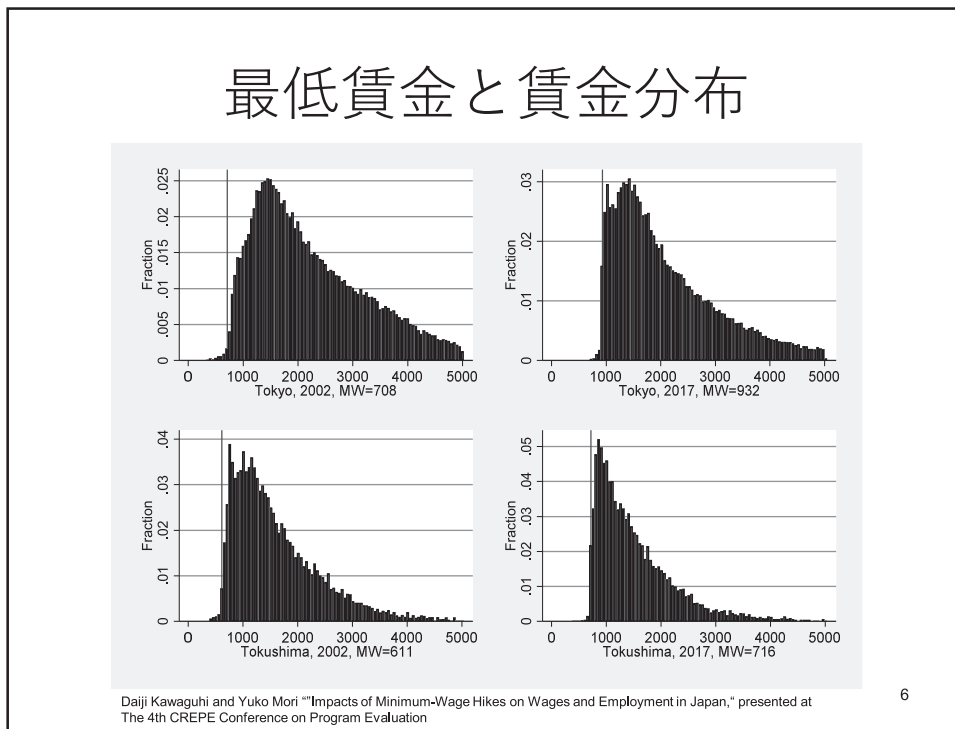 最低賃金と賃金分布
.025
.02
.015
.01
.005
0
Fraction
0 1000 2000 3000 4000 5000
Tokyo, 2002, MW=708
.03
.02
.01
0
Fraction
0 1000 2000 3000 4000 5000
Tokyo, 2017, MW=932
.04
.03
.02
.01
0
Fraction
0 1000 2000 3000 4000 5000
Tokushima, 2002, MW=611
.05
.04
.03
.02
.01
0
Fraction
0 1000 2000 3000 4000 5000
Tokushima, 2017, MW=716
Daiji Kawaguhi and Yuko Mori “"Impacts of Minimum-Wage Hikes on Wages and Employment in Japan,“ presented at
The 4th CREPE Conference on Program Evaluation
6